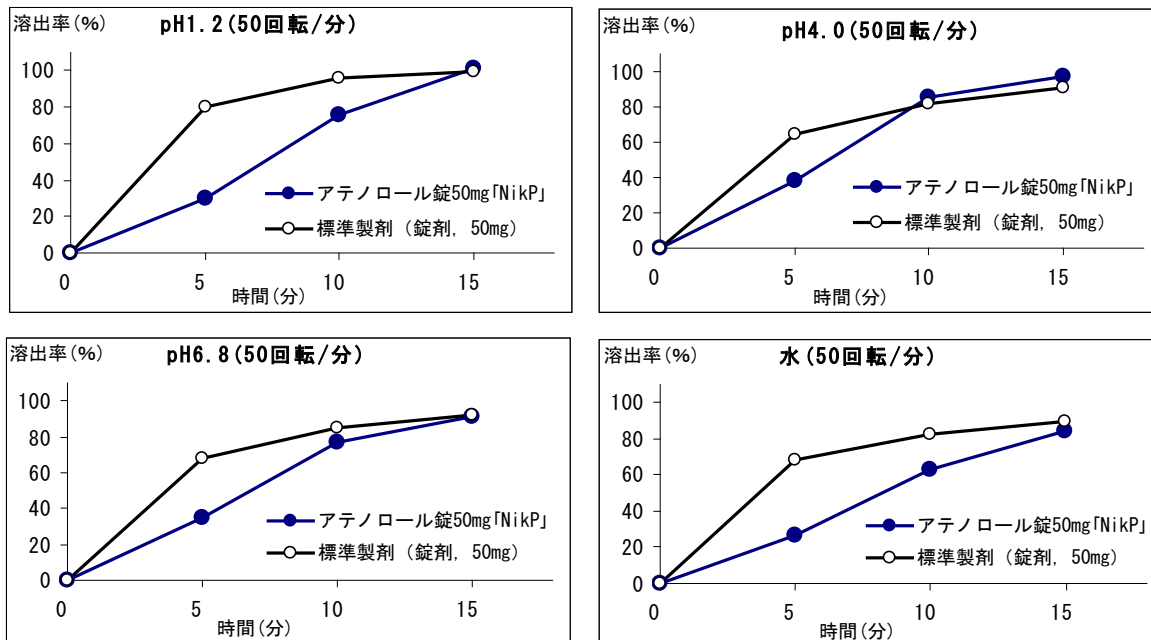 溶出率(%)
pH1.2(50回転/分)
100
80
60
40
20
0
アテノロール錠50mg「NikP」
標準製剤 (錠剤, 50mg)
0 5 10 15
時間(分)
pH4.0(50回転/分)
溶出率(%)
100
80
60
40
20
0
アテノロール錠50mg「NikP」
標準製剤 (錠剤, 50mg)
0 5 10 15
時間(分)
溶出率(%)
pH6.8(50回転/分)
100
80
60
40
20
0
アテノロール錠50mg「NikP」
標準製剤 (錠剤, 50mg)
0 5 10 15
時間(分)
溶出率(%)
水(50回転/分)
100
80
60
40
20
0
アテノロール錠50mg「NikP」
標準製剤 (錠剤, 50mg)
0 5 10 15
時間(分)